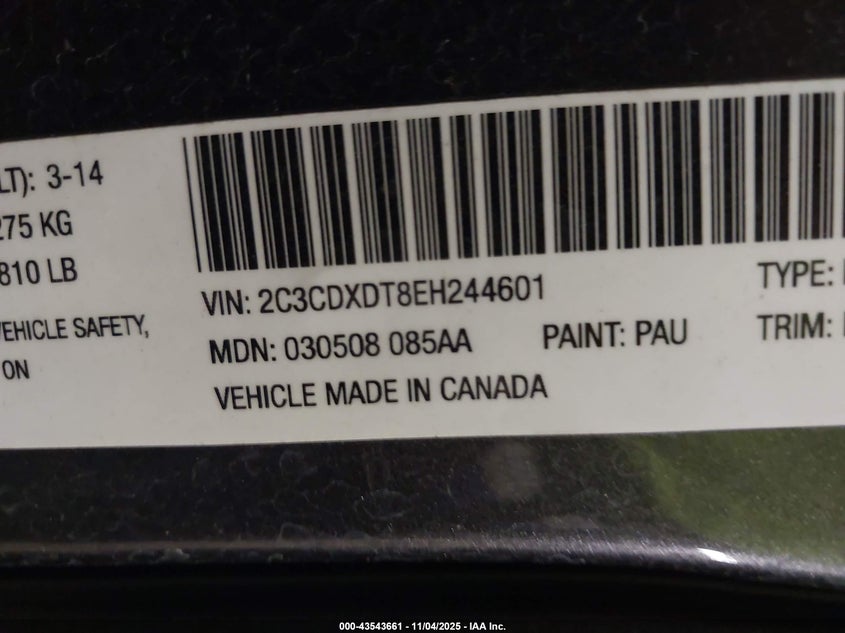 LT): 3-14
275 KG
810 LB
VEHICLE SAFETY,
ON
VIN: 2C3CDXDT8EH244601
TYPE:
MDN: 030508 085AA PAINT: PAU TRIM:
VEHICLE MADE IN CANADA
000-43543661 - 11/04/2025 - IAA Inc.